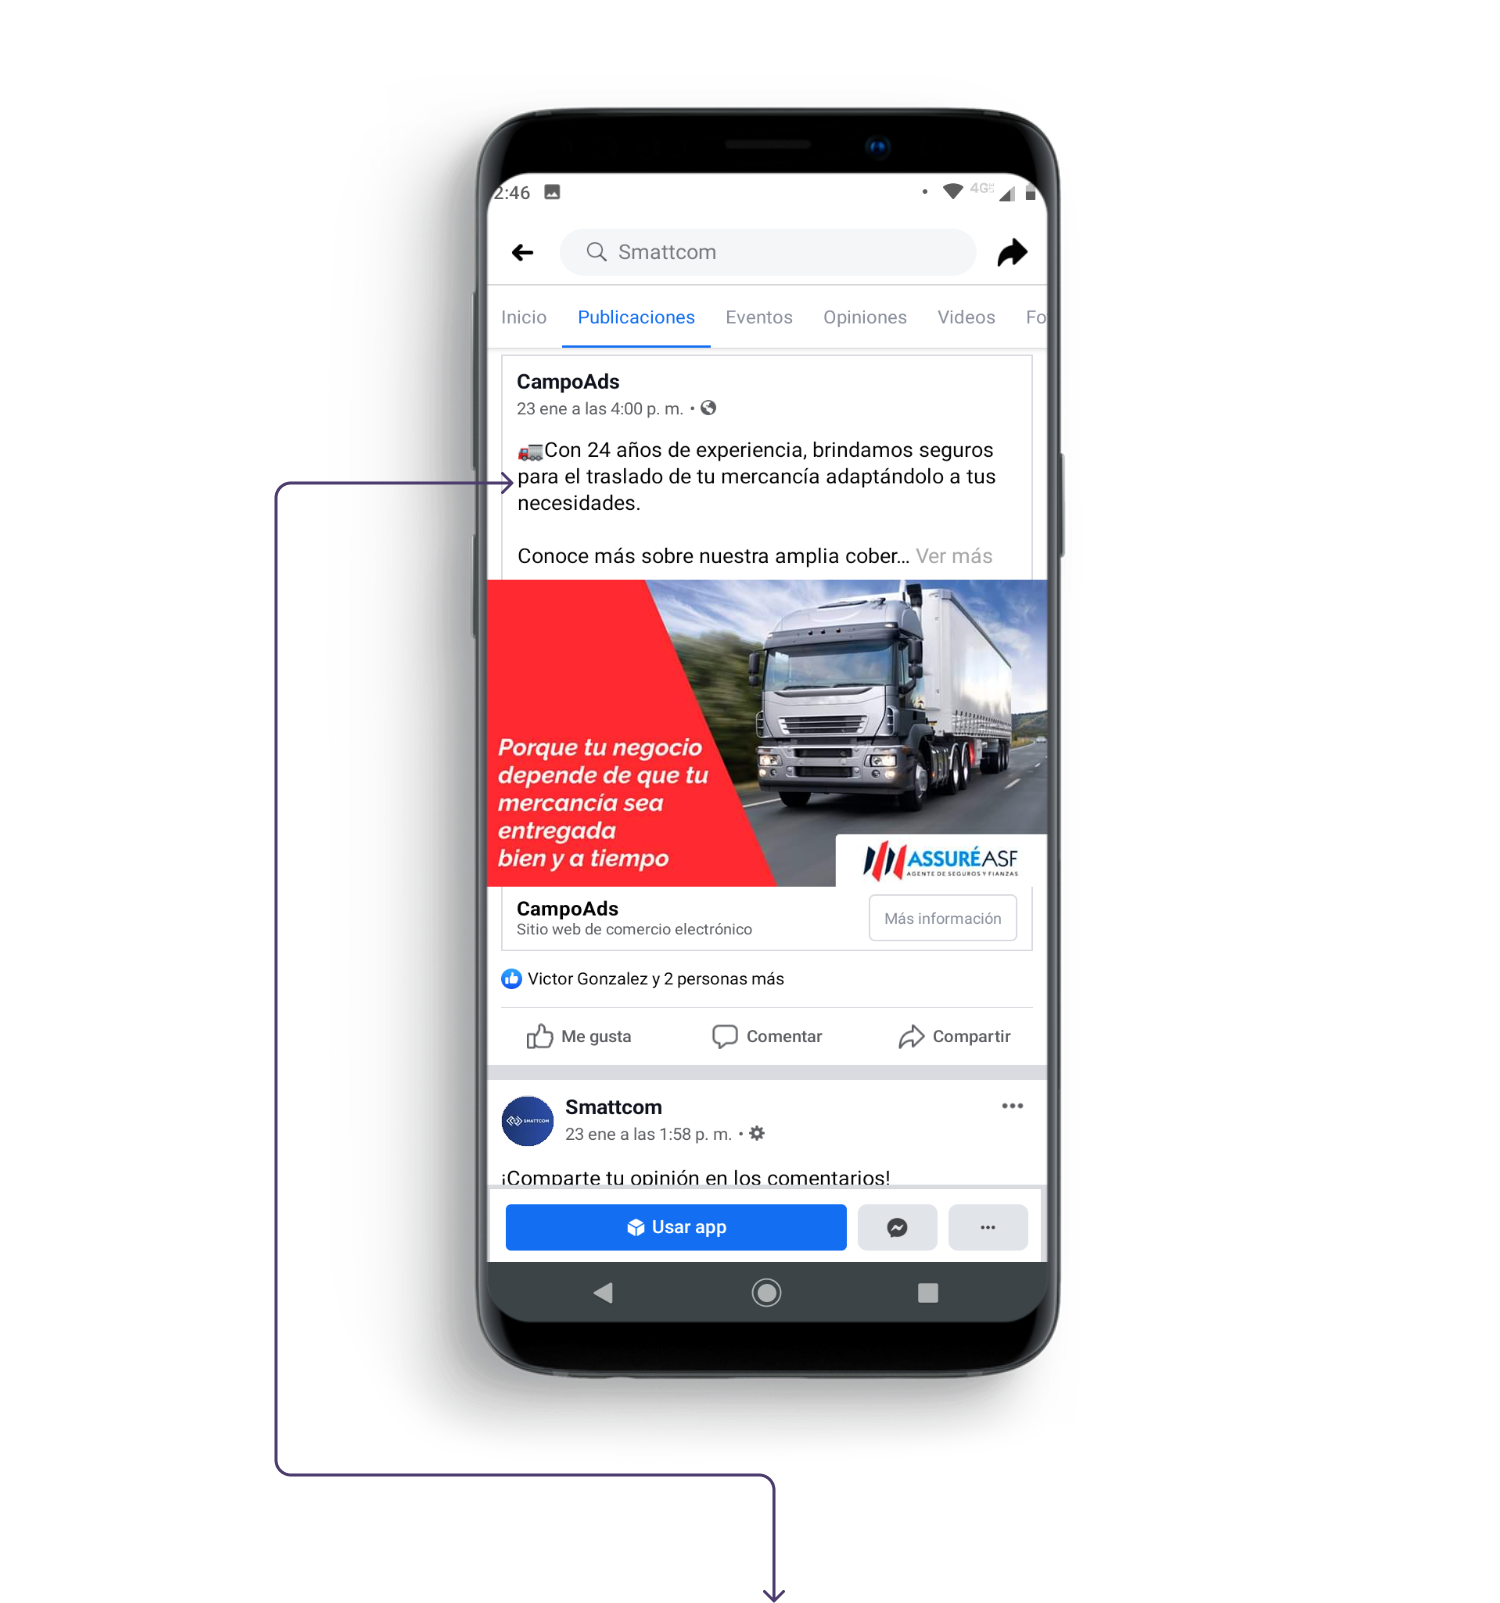 2:46
4G
Smattcom
Inicio Publicaciones Eventos Opiniones Videos Fo
CampoAds
23 ene a las 4:00 p. m. •
🚛Con 24 años de experiencia, brindamos seguros
para el traslado de tu mercancía adaptándolo a tus
necesidades.
Conoce más sobre nuestra amplia cober... Ver más
Porque tu negocio
depende de que tu
mercancía sea
entregada
bien y a tiempo
ASSURÉ ASF
AGENTE DE SEGUROS Y FIANZAS
CampoAds
Sitio web de comercio electrónico
Más información
Victor Gonzalez y 2 personas más
Me gusta Comentar Compartir
SMATTCOM
Smattcom
23 ene a las 1:58 p. m. •
¡Comparte tu opinión en los comentarios!
Usar app